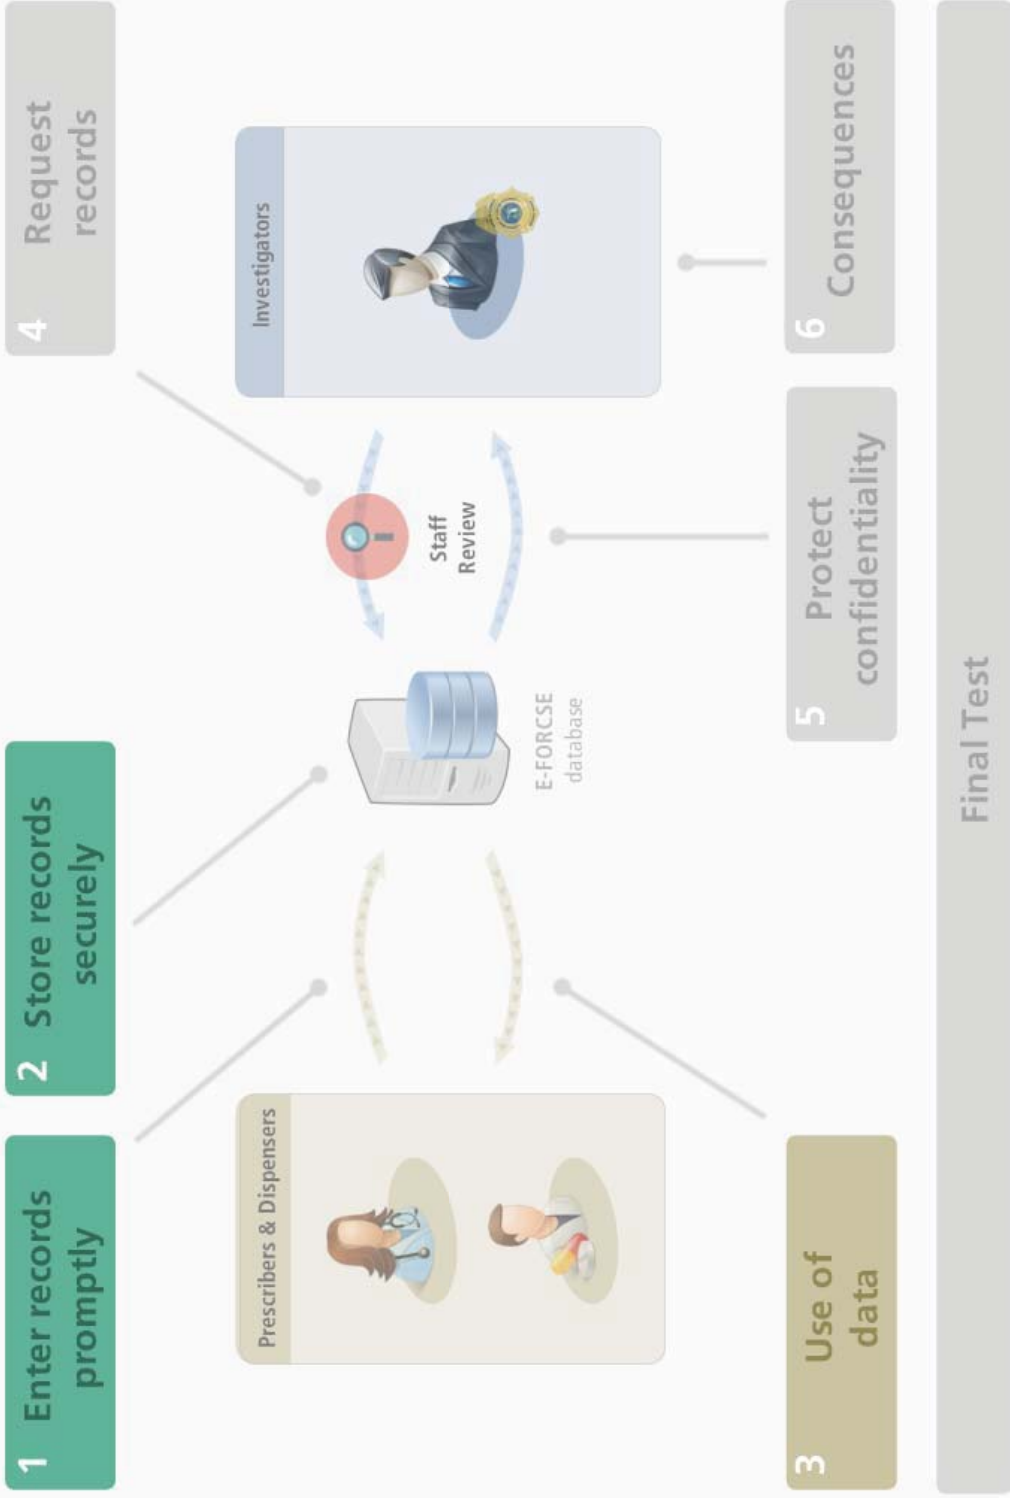 1
Enter records
promptly
2
Store records
securely
4
Request
records
Prescribers & Dispensers
E-FORCSE
database
Staff
Review
Investigators
3
Use of
data
5
Protect
confidentiality
6
Consequences
Final Test